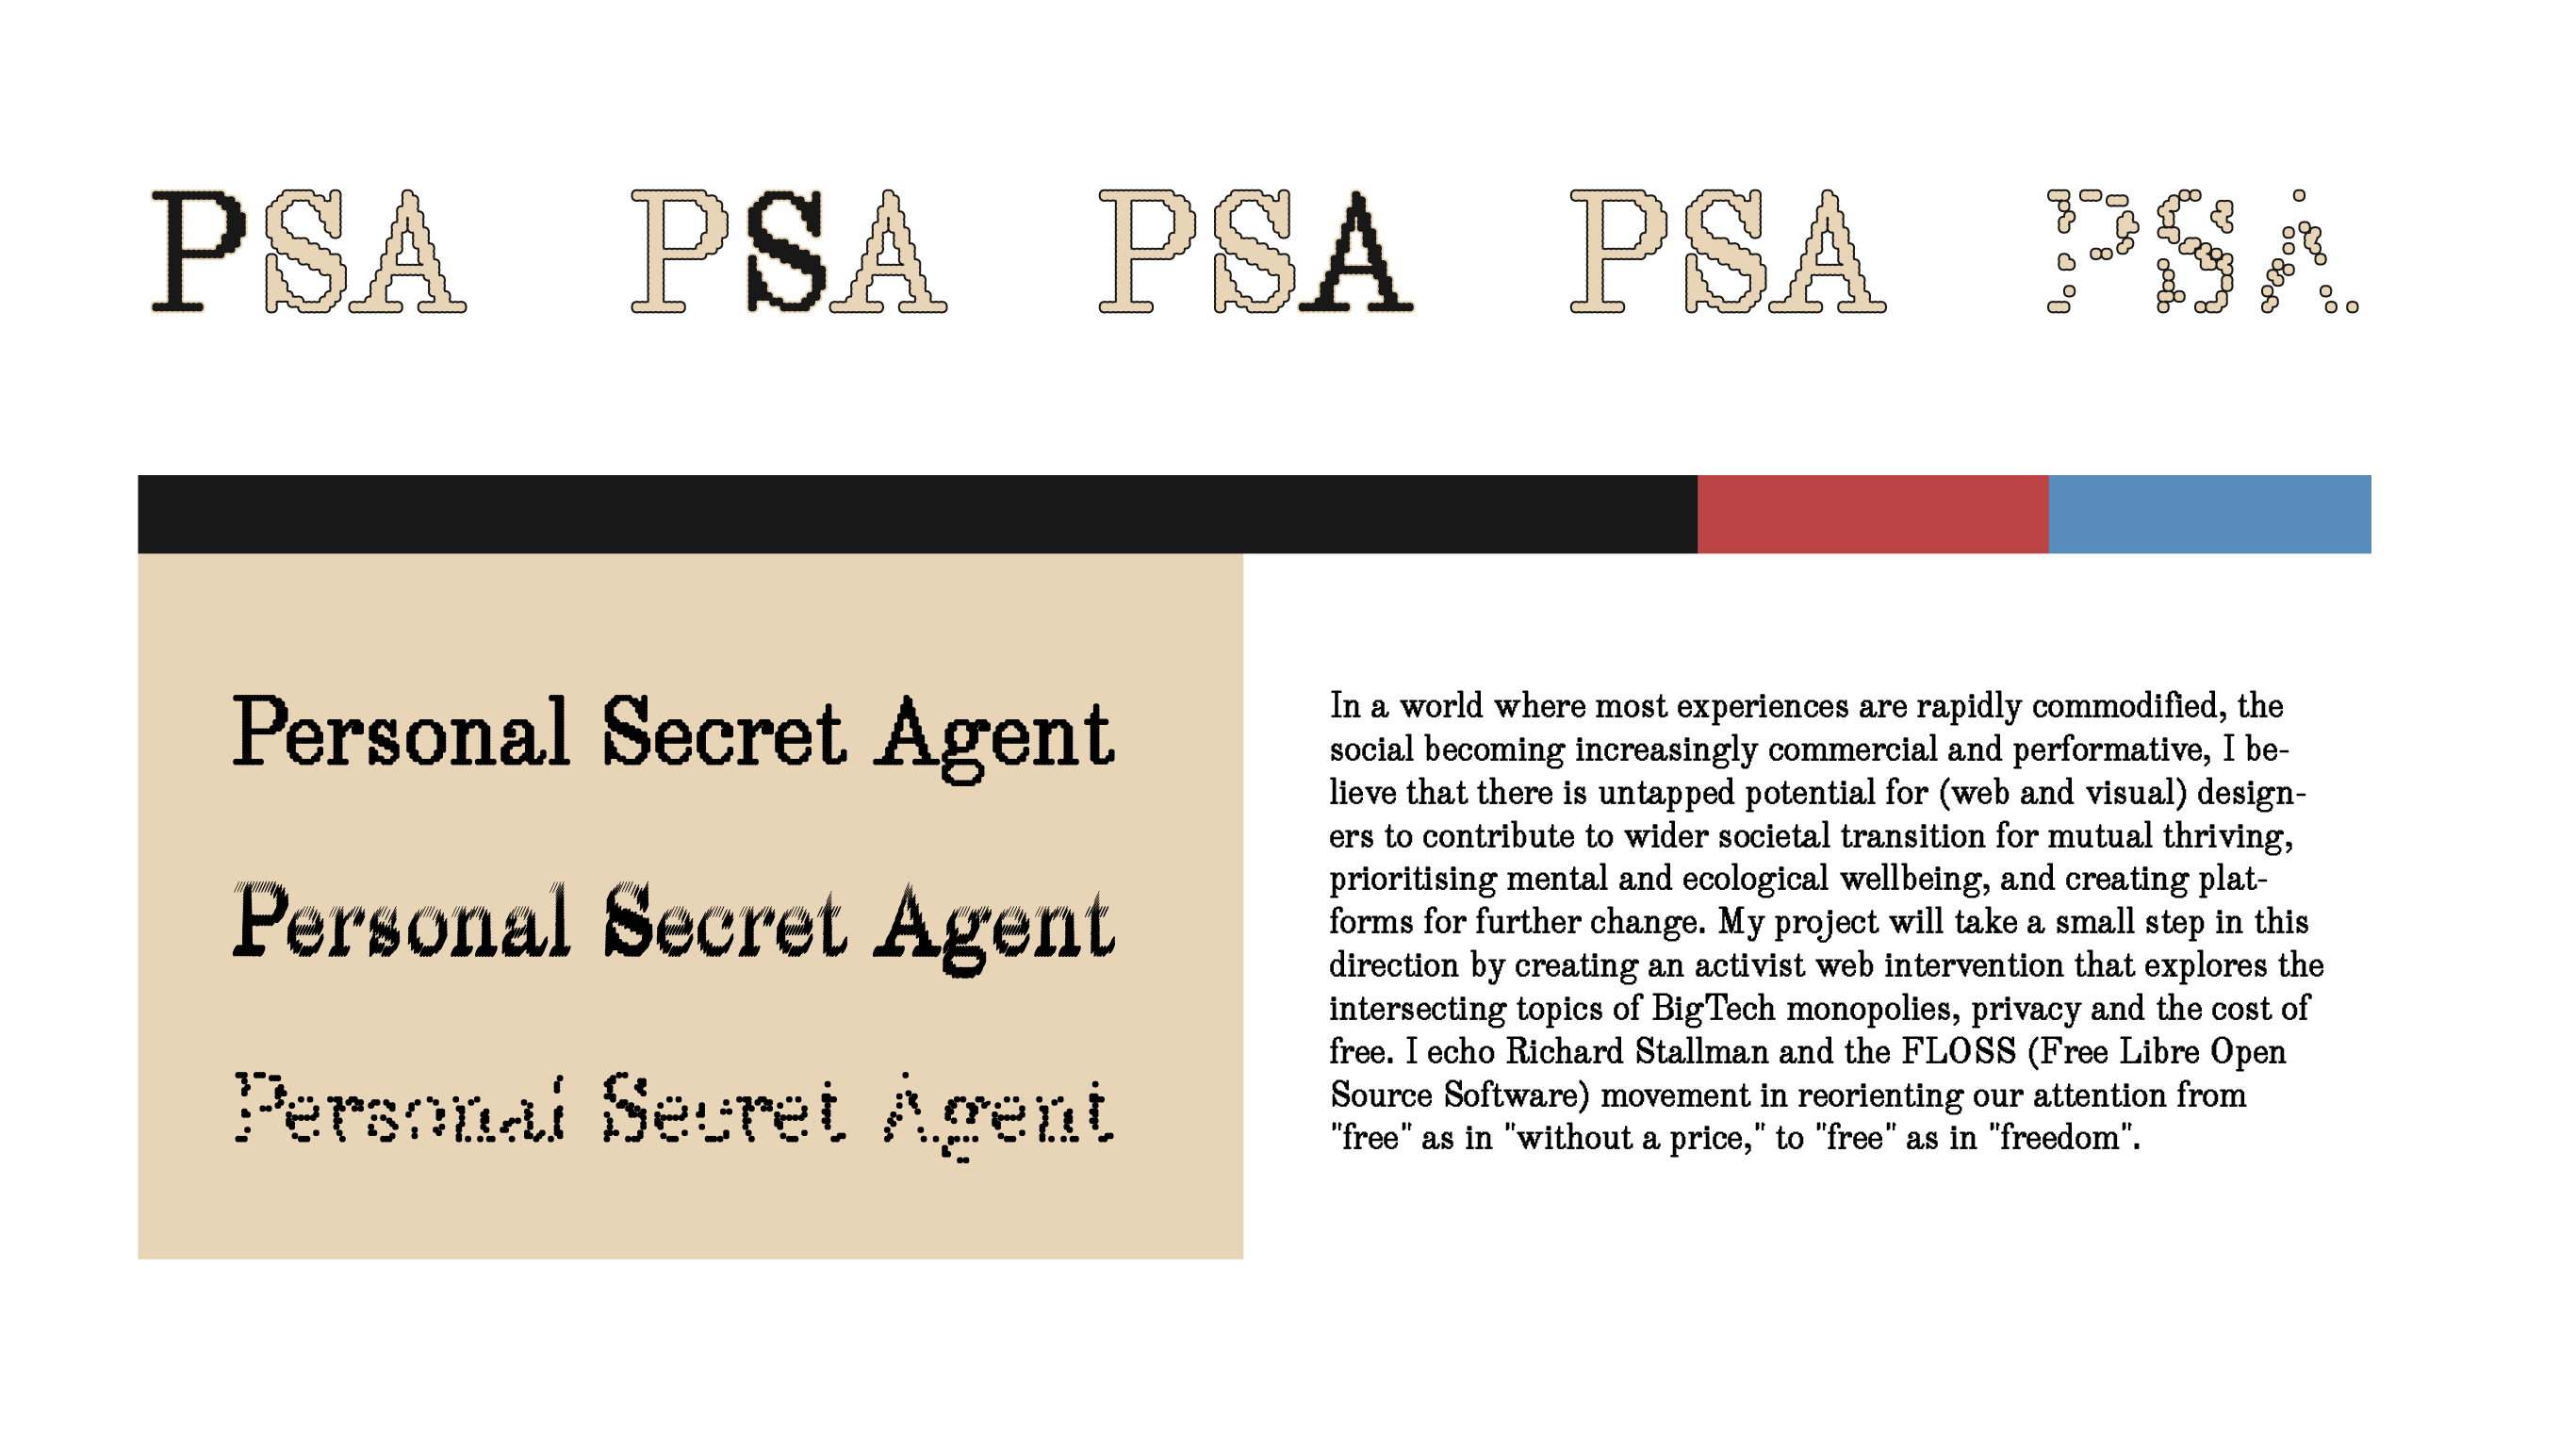 PSA PSA PSA PSA PSA
Personal Secret Agent
Personal Secret Agent
Personal Secret Agent
In a world where most experiences are rapidly commodified, the
social becoming increasingly commercial and performative, I be-
lieve that there is untapped potential for (web and visual) design-
ers to contribute to wider societal transition for mutual thriving,
prioritising mental and ecological wellbeing, and creating plat-
forms for further change. My project will take a small step in this
direction by creating an activist web intervention that explores the
intersecting topics of BigTech monopolies, privacy and the cost of
free. I echo Richard Stallman and the FLOSS (Free Libre Open
Source Software) movement in reorienting our attention from
"free" as in "without a price," to "free" as in "freedom".